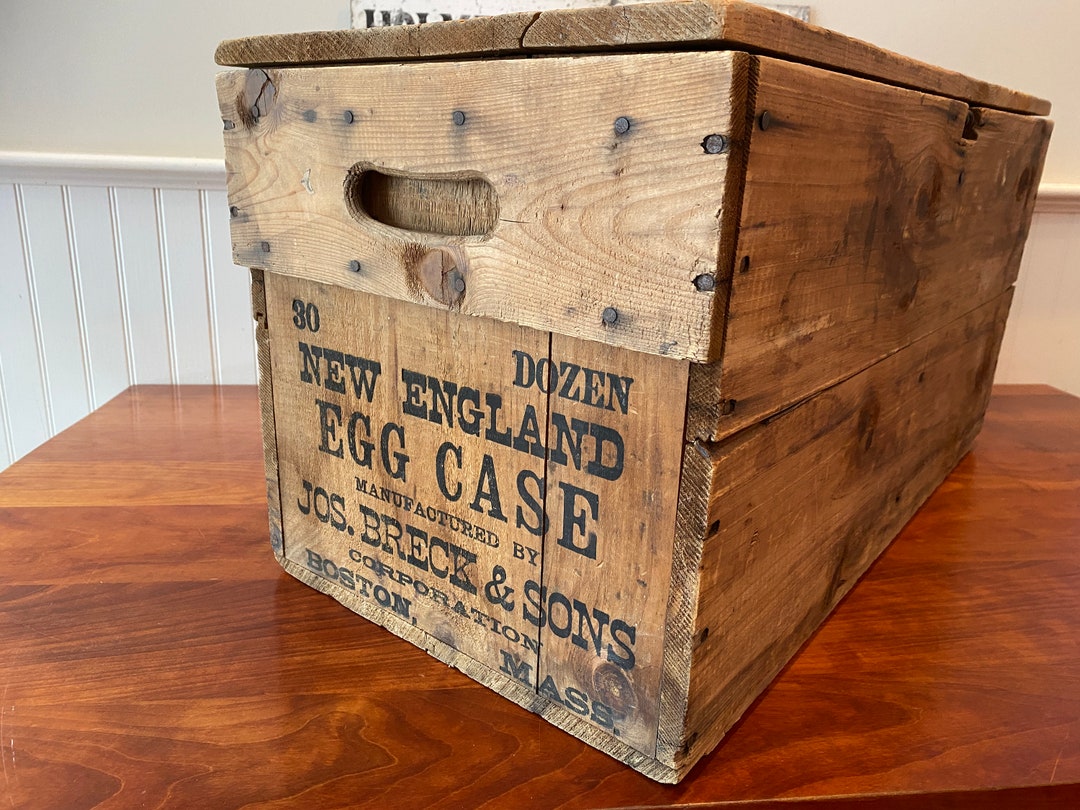 30 DOZEN
NEW ENGLAND
EGG CASE
MANUFACTURED BY
JOS. BRECK & SONS
CORPORATION
BOSTON, MASS.